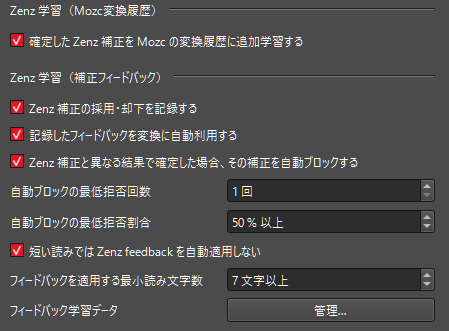 Zenz 学習（Mozc変換履歴）
確定した Zenz 補正を Mozc の変換履歴に追加学習する
Zenz 学習（補正フィードバック）
Zenz 補正の採用・却下を記録する
記録したフィードバックを変換に自動利用する
Zenz 補正と異なる結果で確定した場合、その補正を自動ブロックする
自動ブロックの最低拒否回数 1 回
自動ブロックの最低拒否割合 50 % 以上
短い読みでは Zenz feedback を自動適用しない
フィードバックを適用する最小読み文字数 7 文字以上
フィードバック学習データ 管理...